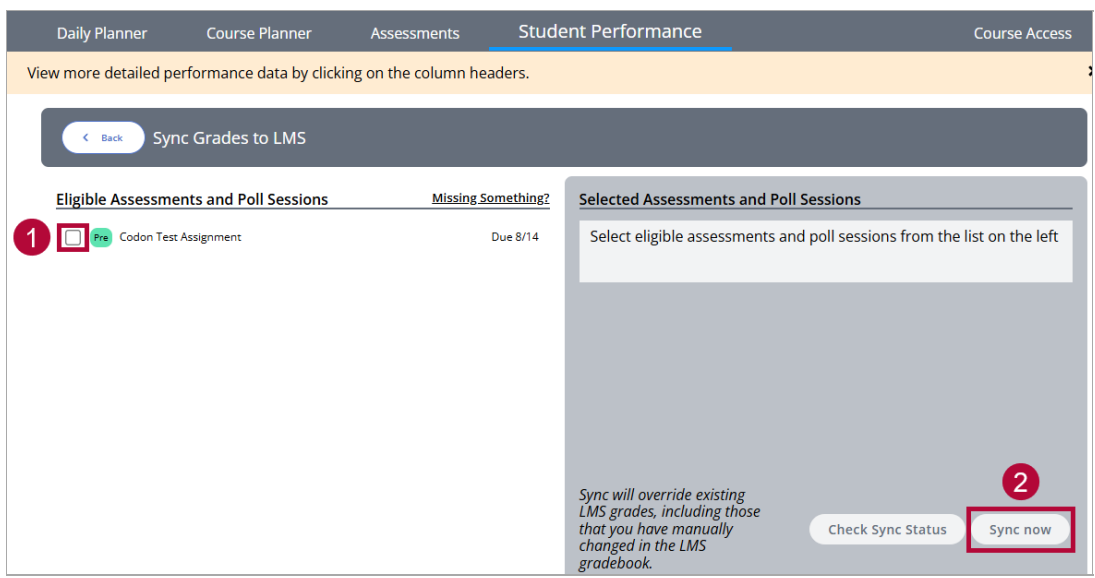 Daily Planner Course Planner Assessments Student Performance Course Access
View more detailed performance data by clicking on the column headers.
Back Sync Grades to LMS
Eligible Assessments and Poll Sessions Missing Something?
1 Pre Codon Test Assignment Due 8/14
Selected Assessments and Poll Sessions
Select eligible assessments and poll sessions from the list on the left
Sync will override existing
LMS grades, including those
that you have manually
changed in the LMS
gradebook.
Check Sync Status
2
Sync now